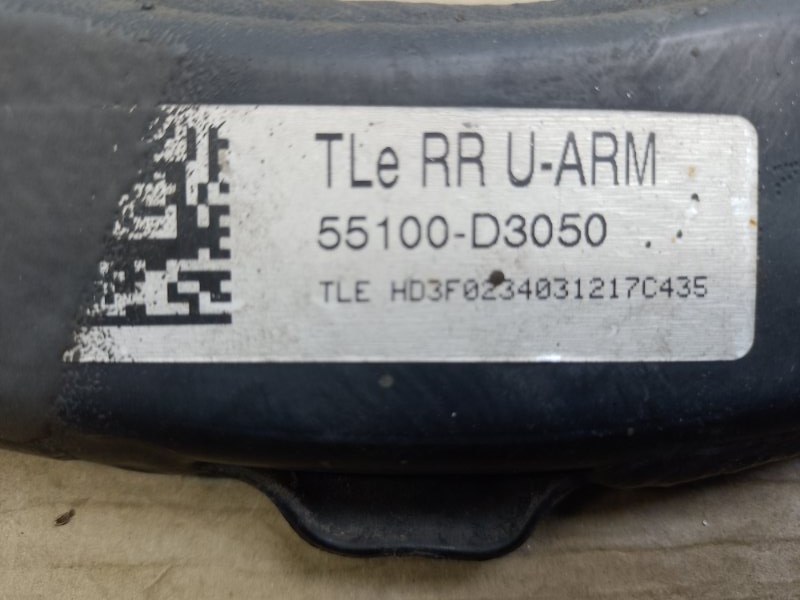 TLe RR U-ARM
55100-D3050
TLE HD3F0234031217C435